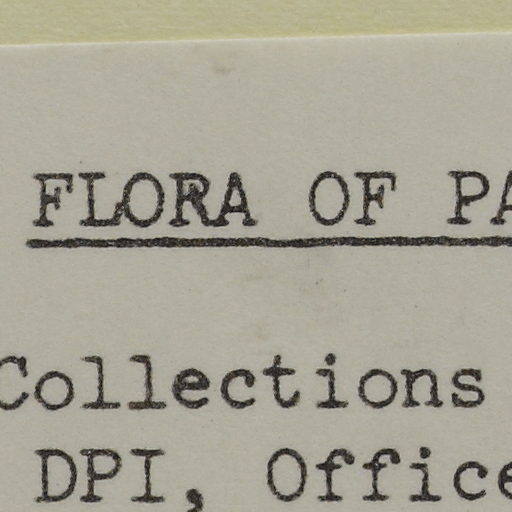 FLORA OF PA
Collections
DPI, Office